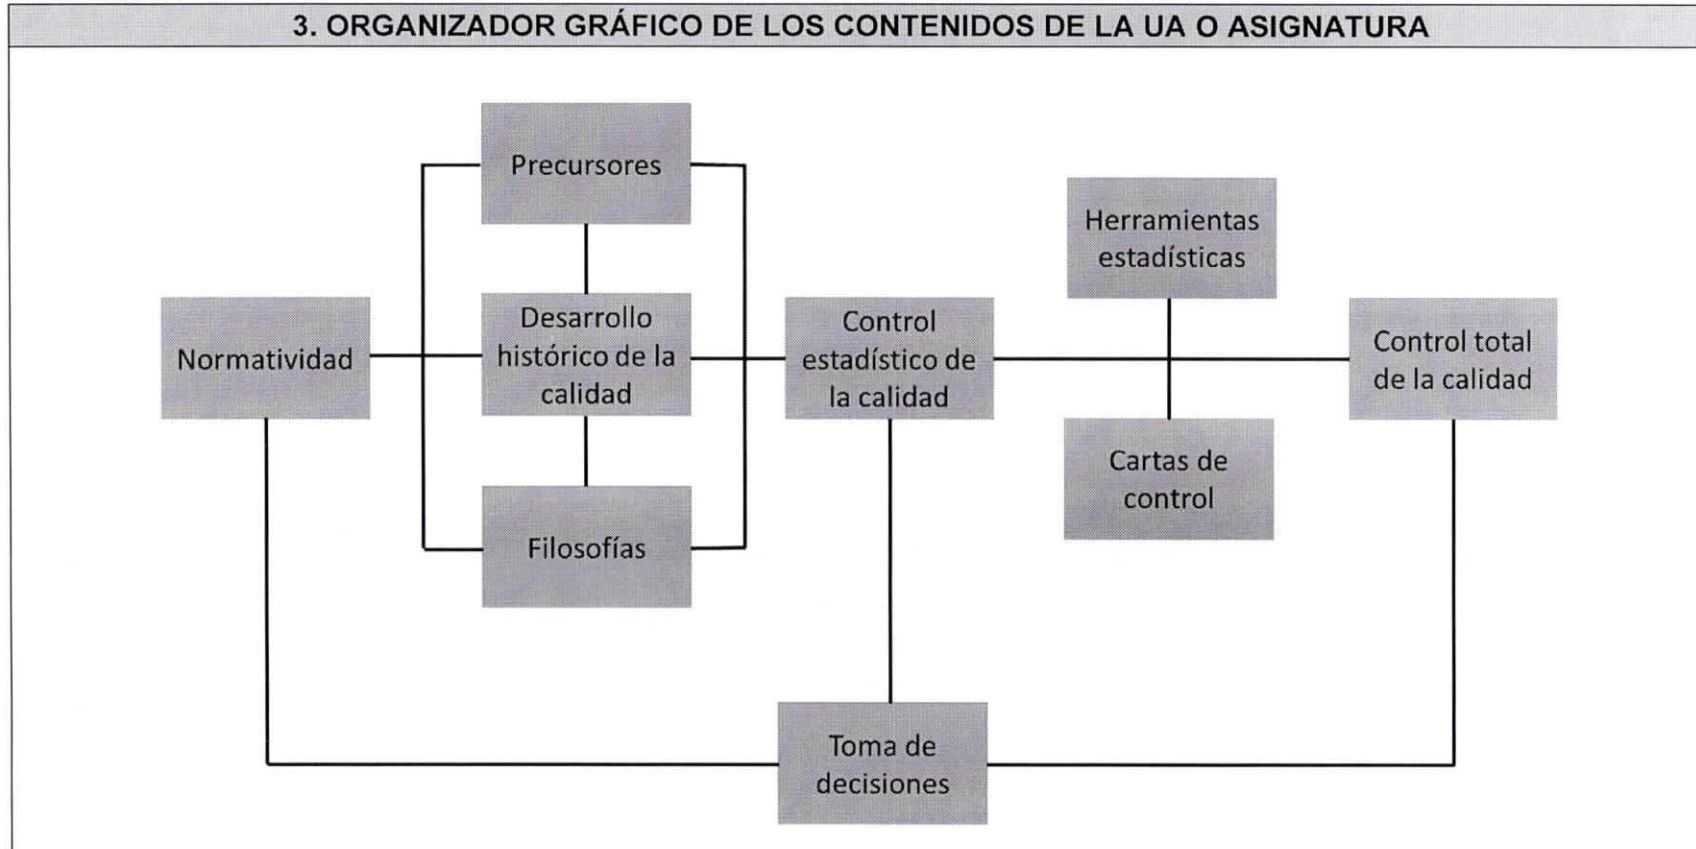 3. ORGANIZADOR GRÁFICO DE LOS CONTENIDOS DE LA UA O ASIGNATURA
Precursores
Herramientas
estadísticas
Normatividad
Desarrollo
histórico de la
calidad
Control
estadístico de
la calidad
Control total
de la calidad
Cartas de
control
Filosofías
Toma de
decisiones